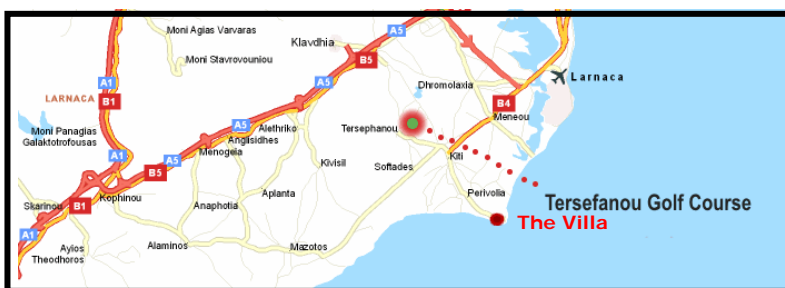 Moni Agias Varvaras
Moni Stavrovouniou
Klavdhia
A5
B5
A1
A5
LARNACA
B1
Dhromolaxia
Larnaca
B4
Meneou
Moni Panagias
Galaktotrofousas
A5
Alethriko
Anglisidhes
Tersephanou
Menogeia
Kivisil
Softades
Kiti
A1
A5
B5
Kophinou
Skarinou
B1
Anaphotia
Aplanta
Perivolia
Tersefanou Golf Course
The Villa
A1
Ayios
Theodhoros
Alaminos
Mazotos